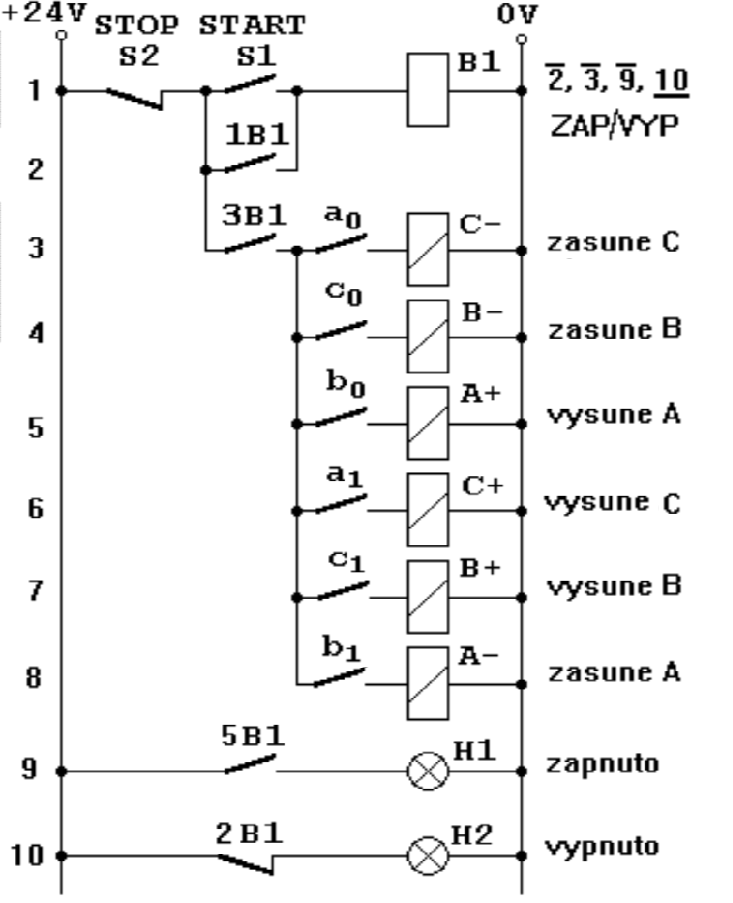 +24V STOP START 0V
S2 S1
1 B1 2, 3, 9, 10
ZAP/VYP
1B1
2
3B1 a0 C-
3 zasune C
c0 B-
4 zasune B
b0 A+
5 vysune A
a1 C+
6 vysune C
c1 B+
7 vysune B
b1 A-
8 zasune A
5B1 H1
9 zapnuto
2B1 H2
10 vypnuto